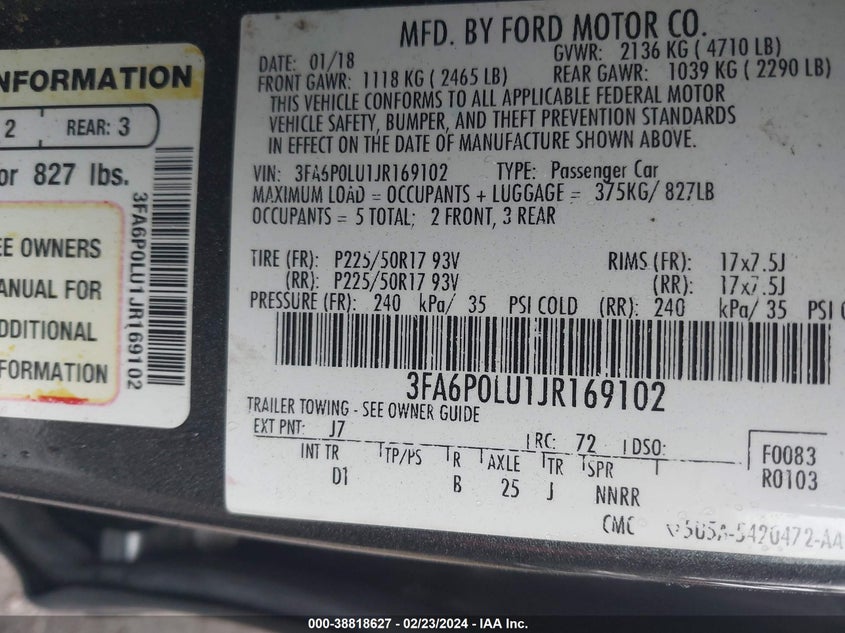 NFORMATION
2 REAR: 3
or 827 lbs.
EE OWNERS
ANUAL FOR
DDITIONAL
FORMATION
3FA6P0LU1JR169102
MFD. BY FORD MOTOR CO.
DATE: 01/18 GVWR: 2136 KG ( 4710 LB)
FRONT GAWR: 1118 KG ( 2465 LB) REAR GAWR: 1039 KG ( 2290 LB)
THIS VEHICLE CONFORMS TO ALL APPLICABLE FEDERAL MOTOR
VEHICLE SAFETY, BUMPER, AND THEFT PREVENTION STANDARDS
IN EFFECT ON THE DATE OF MANUFACTURE SHOWN ABOVE.
VIN: 3FA6P0LU1JR169102 TYPE: Passenger Car
MAXIMUM LOAD = OCCUPANTS + LUGGAGE = 375KG/ 827LB
OCCUPANTS = 5 TOTAL; 2 FRONT, 3 REAR
TIRE (FR): P225/50R17 93V RIMS (FR): 17x7.5J
(RR): P225/50R17 93V (RR): 17x7.5J
PRESSURE (FR): 240 kPa/ 35 PSI COLD (RR): 240 kPa/ 35 PSI C
3FA6P0LU1JR169102
TRAILER TOWING - SEE OWNER GUIDE
EXT PNT: J7 RC: 72 DSO: F0083
INT TR TP/PS R AXLE TR SPR R0103
D1 B 25 J NNRR
CMC 5U5A-5420472-AA
000-38818627 - 02/23/2024 - IAA Inc.